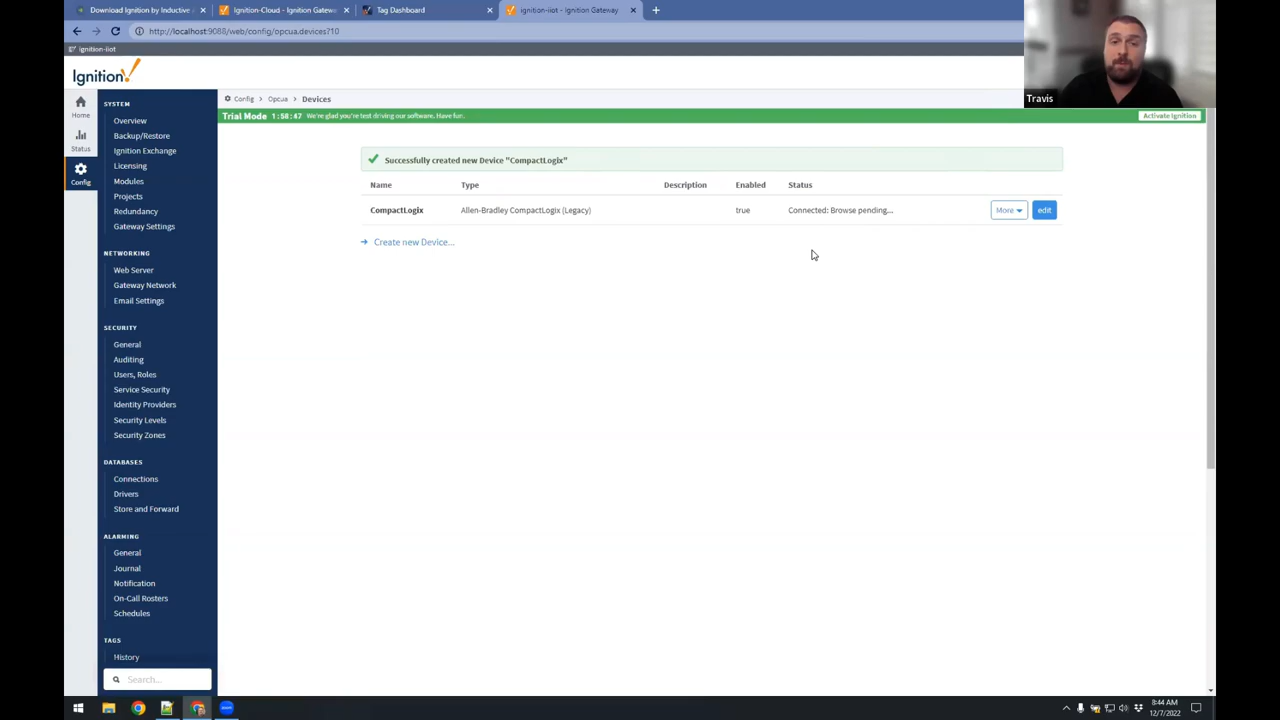 Download Ignition by Inductive
Ignition-Cloud - Ignition Gatew
Tag Dashboard
ignition-iiot - Ignition Gateway
http://localhost:9088/web/config/opcua.devices?10
ignition-iiot
Ignition!
Travis
Home
Status
Config
SYSTEM
Overview
Backup/Restore
Ignition Exchange
Licensing
Modules
Projects
Redundancy
Gateway Settings
NETWORKING
Web Server
Gateway Network
Email Settings
SECURITY
General
Auditing
Users, Roles
Service Security
Identity Providers
Security Levels
Security Zones
DATABASES
Connections
Drivers
Store and Forward
ALARMING
General
Journal
Notification
On-Call Rosters
Schedules
TAGS
History
Search...
Config > Opcua > Devices
Trial Mode 1:58:47 We're glad you're test driving our software. Have fun.
Activate Ignition
Successfully created new Device "CompactLogix"
Name Type Description Enabled Status
CompactLogix Allen-Bradley CompactLogix (Legacy) true Connected: Browse pending... More edit
Create new Device...
8:44 AM
12/7/2022